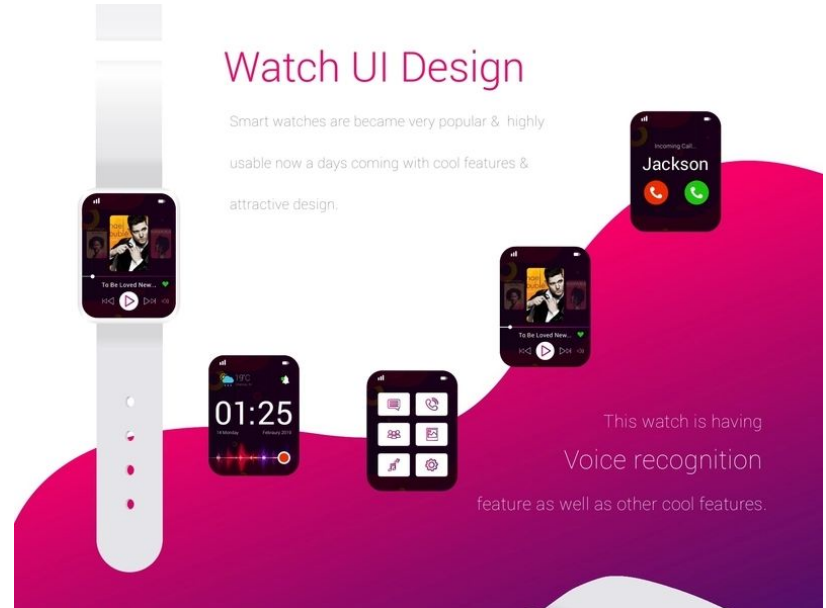 Watch UI Design
Smart watches are became very popular & highly
usable now a days coming with cool features &
attractive design.
Incoming Call...
Jackson
To Be Loved New...
To Be Loved New...
19°C
01:25
14 Monday
This watch is having
Voice recognition
feature as well as other cool features.